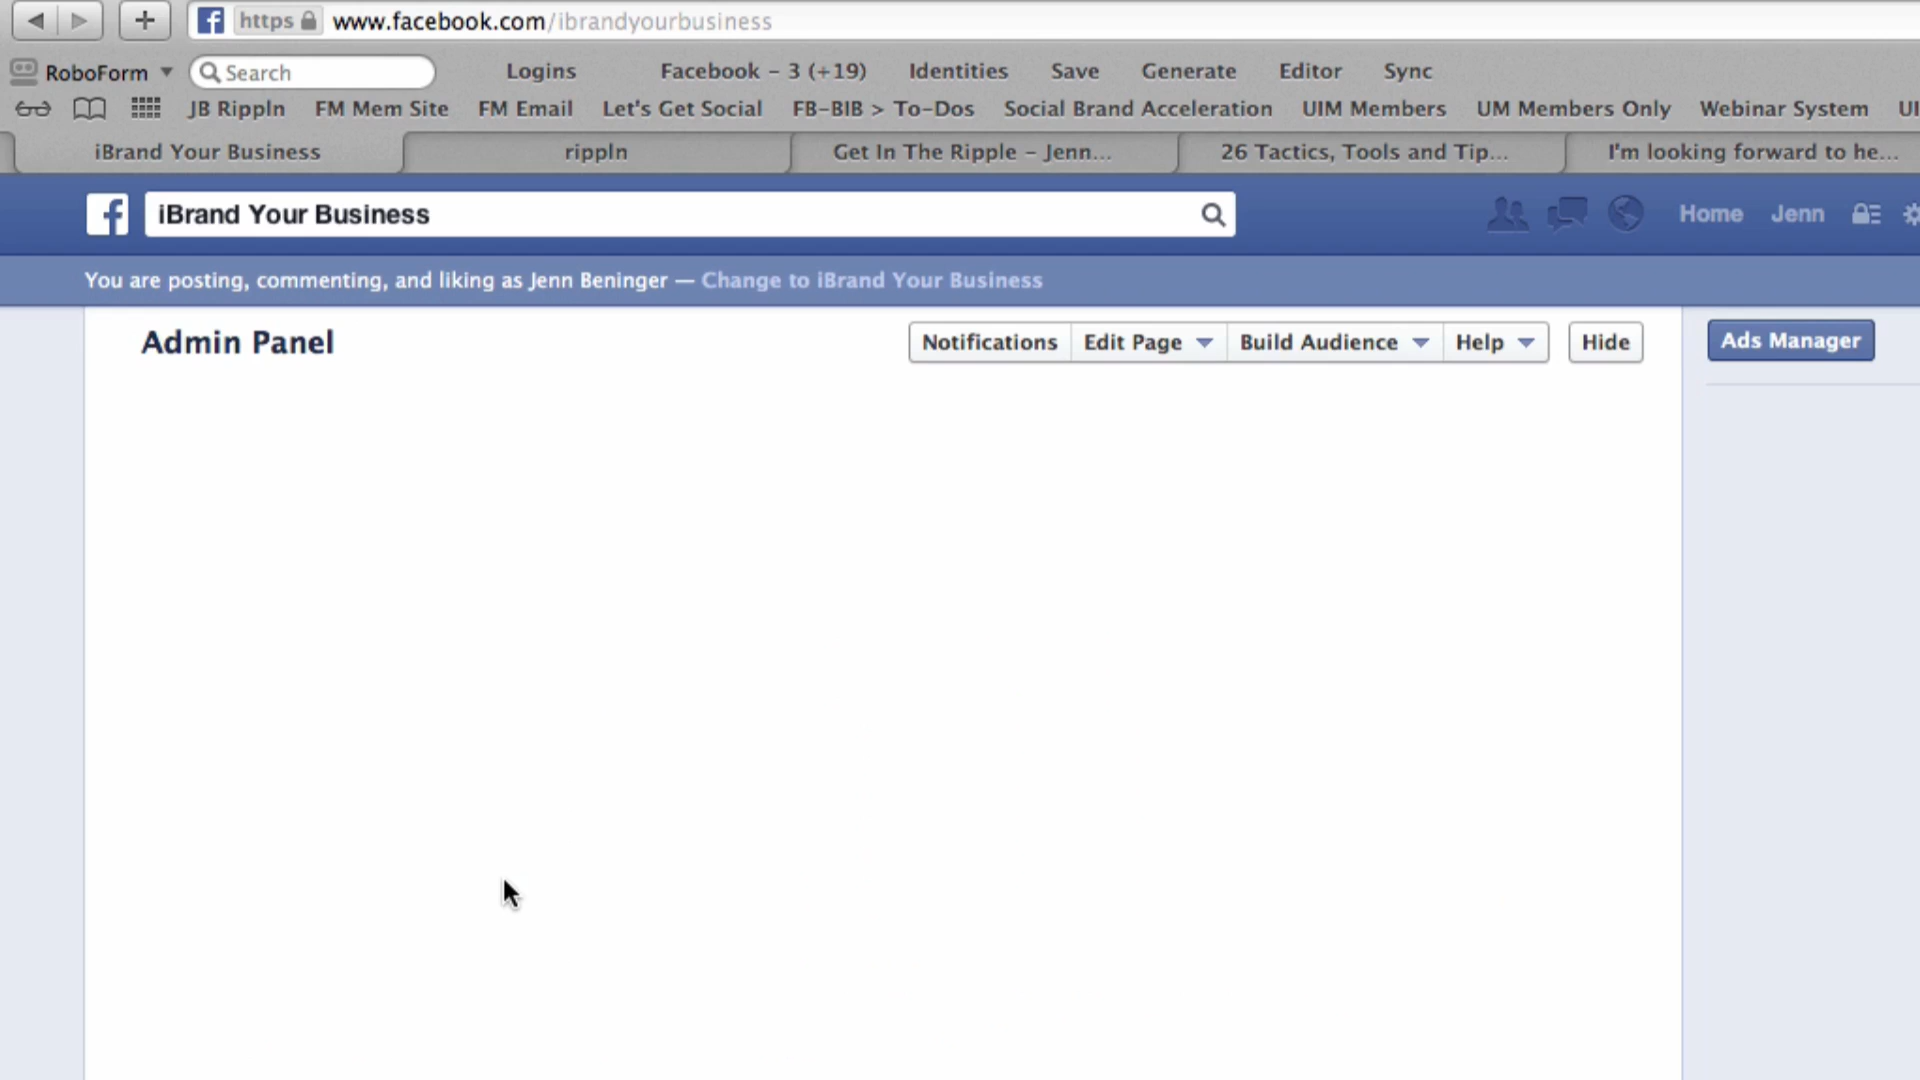 https www.facebook.com/ibrandyourbusiness
RoboForm Search Logins Facebook - 3 (+19) Identities Save Generate Editor Sync
JB Rippln FM Mem Site FM Email Let's Get Social FB-BIB > To-Dos Social Brand Acceleration UIM Members UM Members Only Webinar System UI
iBrand Your Business rippln Get In The Ripple - Jenn... 26 Tactics, Tools and Tip... I'm looking forward to he...
f iBrand Your Business Home Jenn
You are posting, commenting, and liking as Jenn Beninger — Change to iBrand Your Business
Admin Panel Notifications Edit Page Build Audience Help Hide Ads Manager